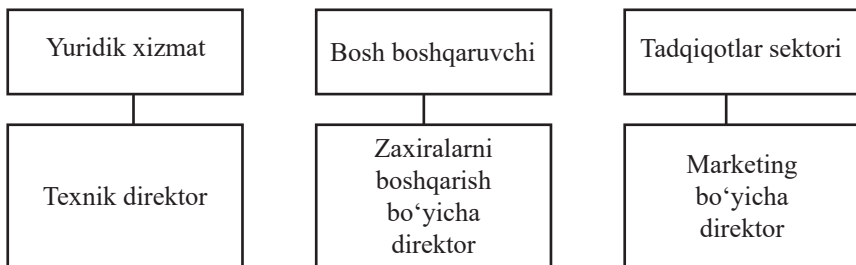 Yuridik xizmat
Bosh boshqaruvchi
Tadqiqotlar sektori
Texnik direktor
Zaxiralarni
boshqarish
bo‘yicha
direktor
Marketing
bo‘yicha
direktor